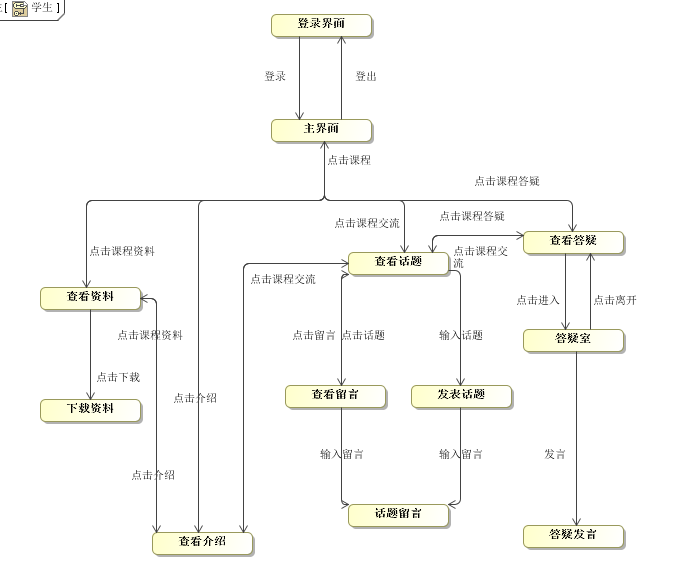 [ 学生 ]
登录界面
登录
登出
主界面
点击课程
点击课程答疑
点击课程交流
点击课程答疑
查看答疑
点击课程资料
点击课程交
流
查看话题
点击课程交流
查看资料
点击进入
点击离开
点击课程资料
点击留言
点击话题
输入话题
答疑室
点击下载
点击介绍
查看留言
发表话题
下载资料
输入留言
输入留言
发言
点击介绍
话题留言
查看介绍
答疑发言